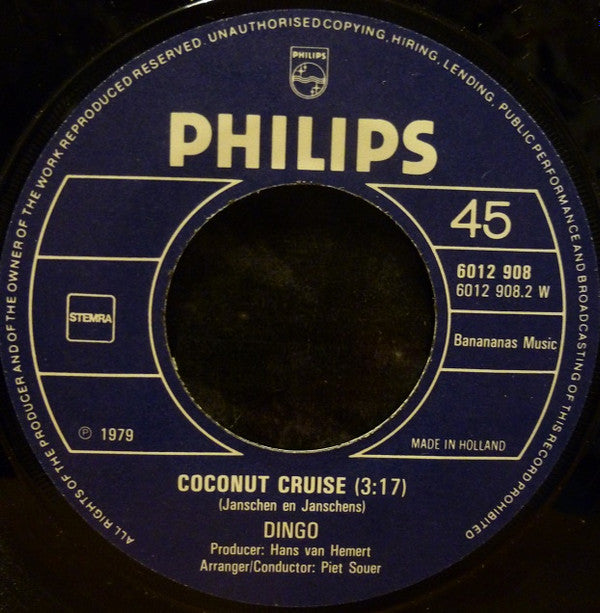 ALL RIGHTS OF THE PRODUCER AND OF THE OWNER OF THE WORK REPRODUCED RESERVED. UNAUTHORISED COPYING, HIRING, LENDING, PUBLIC PERFORMANCE AND BROADCASTING OF THIS RECORD PROHIBITED
PHILIPS
PHILIPS
45
6012 908
6012 908.2 W
STEMRA
Banananas Music
℗ 1979
MADE IN HOLLAND
COCONUT CRUISE (3:17)
(Janschen en Janschens)
DINGO
Producer: Hans van Hemert
Arranger/Conductor: Piet Souer